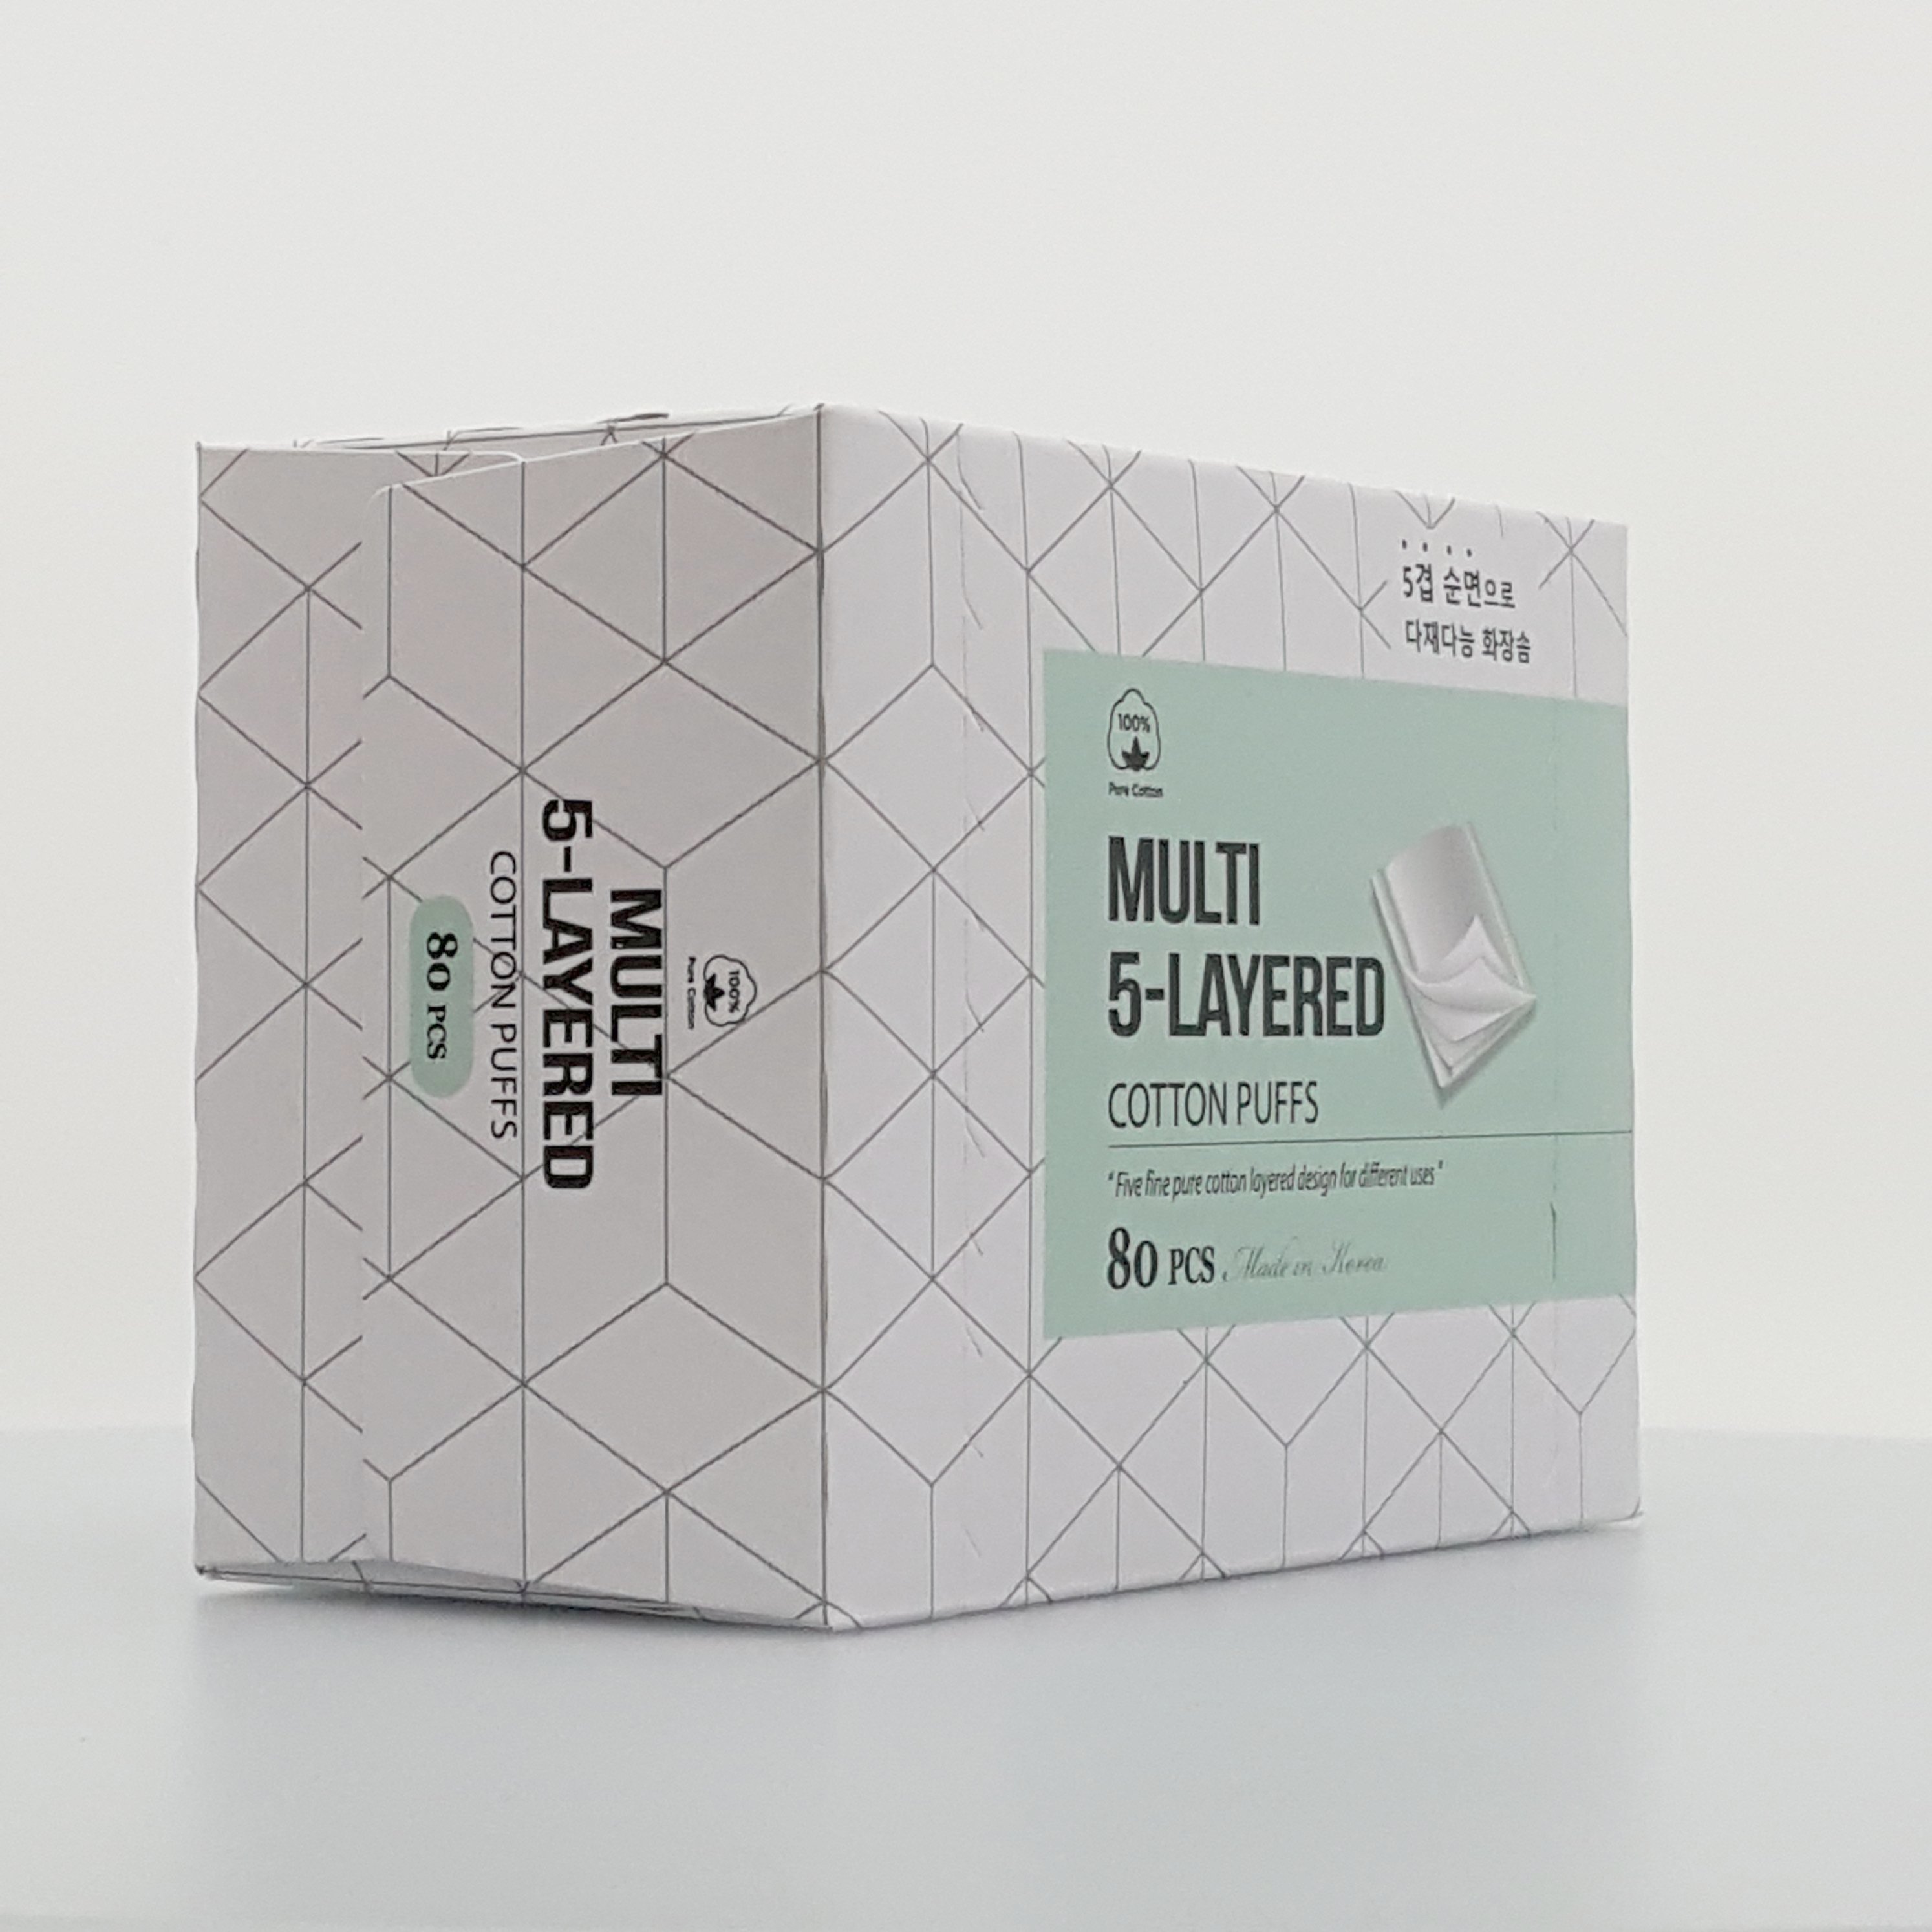 100%
Pure Cotton
MULTI
5-LAYERED
COTTON PUFFS
80 PCS
5겹 순면으로
다재다능 화장솜
100%
Pure Cotton
MULTI
5-LAYERED
COTTON PUFFS
“ Five fine pure cotton layered design for different uses ”
80 PCS Made in Korea